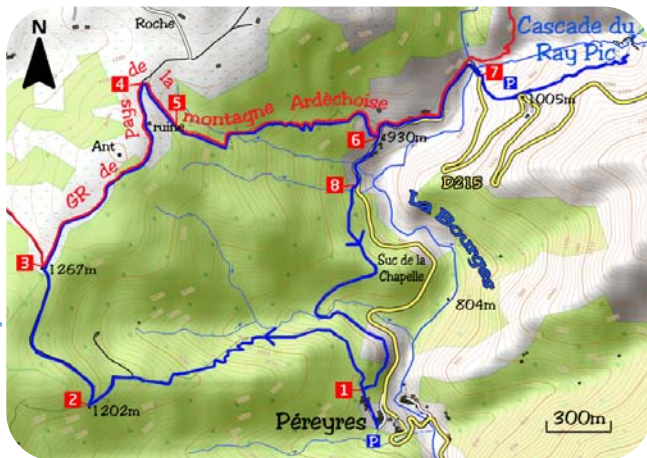 N
Roche
Cascade du
Ray Pic
4
de
la
5
montagne Ardèchoise
7
P
1005m
ruine
Pays
6
930m
Ant
GR de
D215
8
La Bourges
3
1267m
Suc de la
Chapelle
804m
1
2
1202m
Péreyres
P
300m